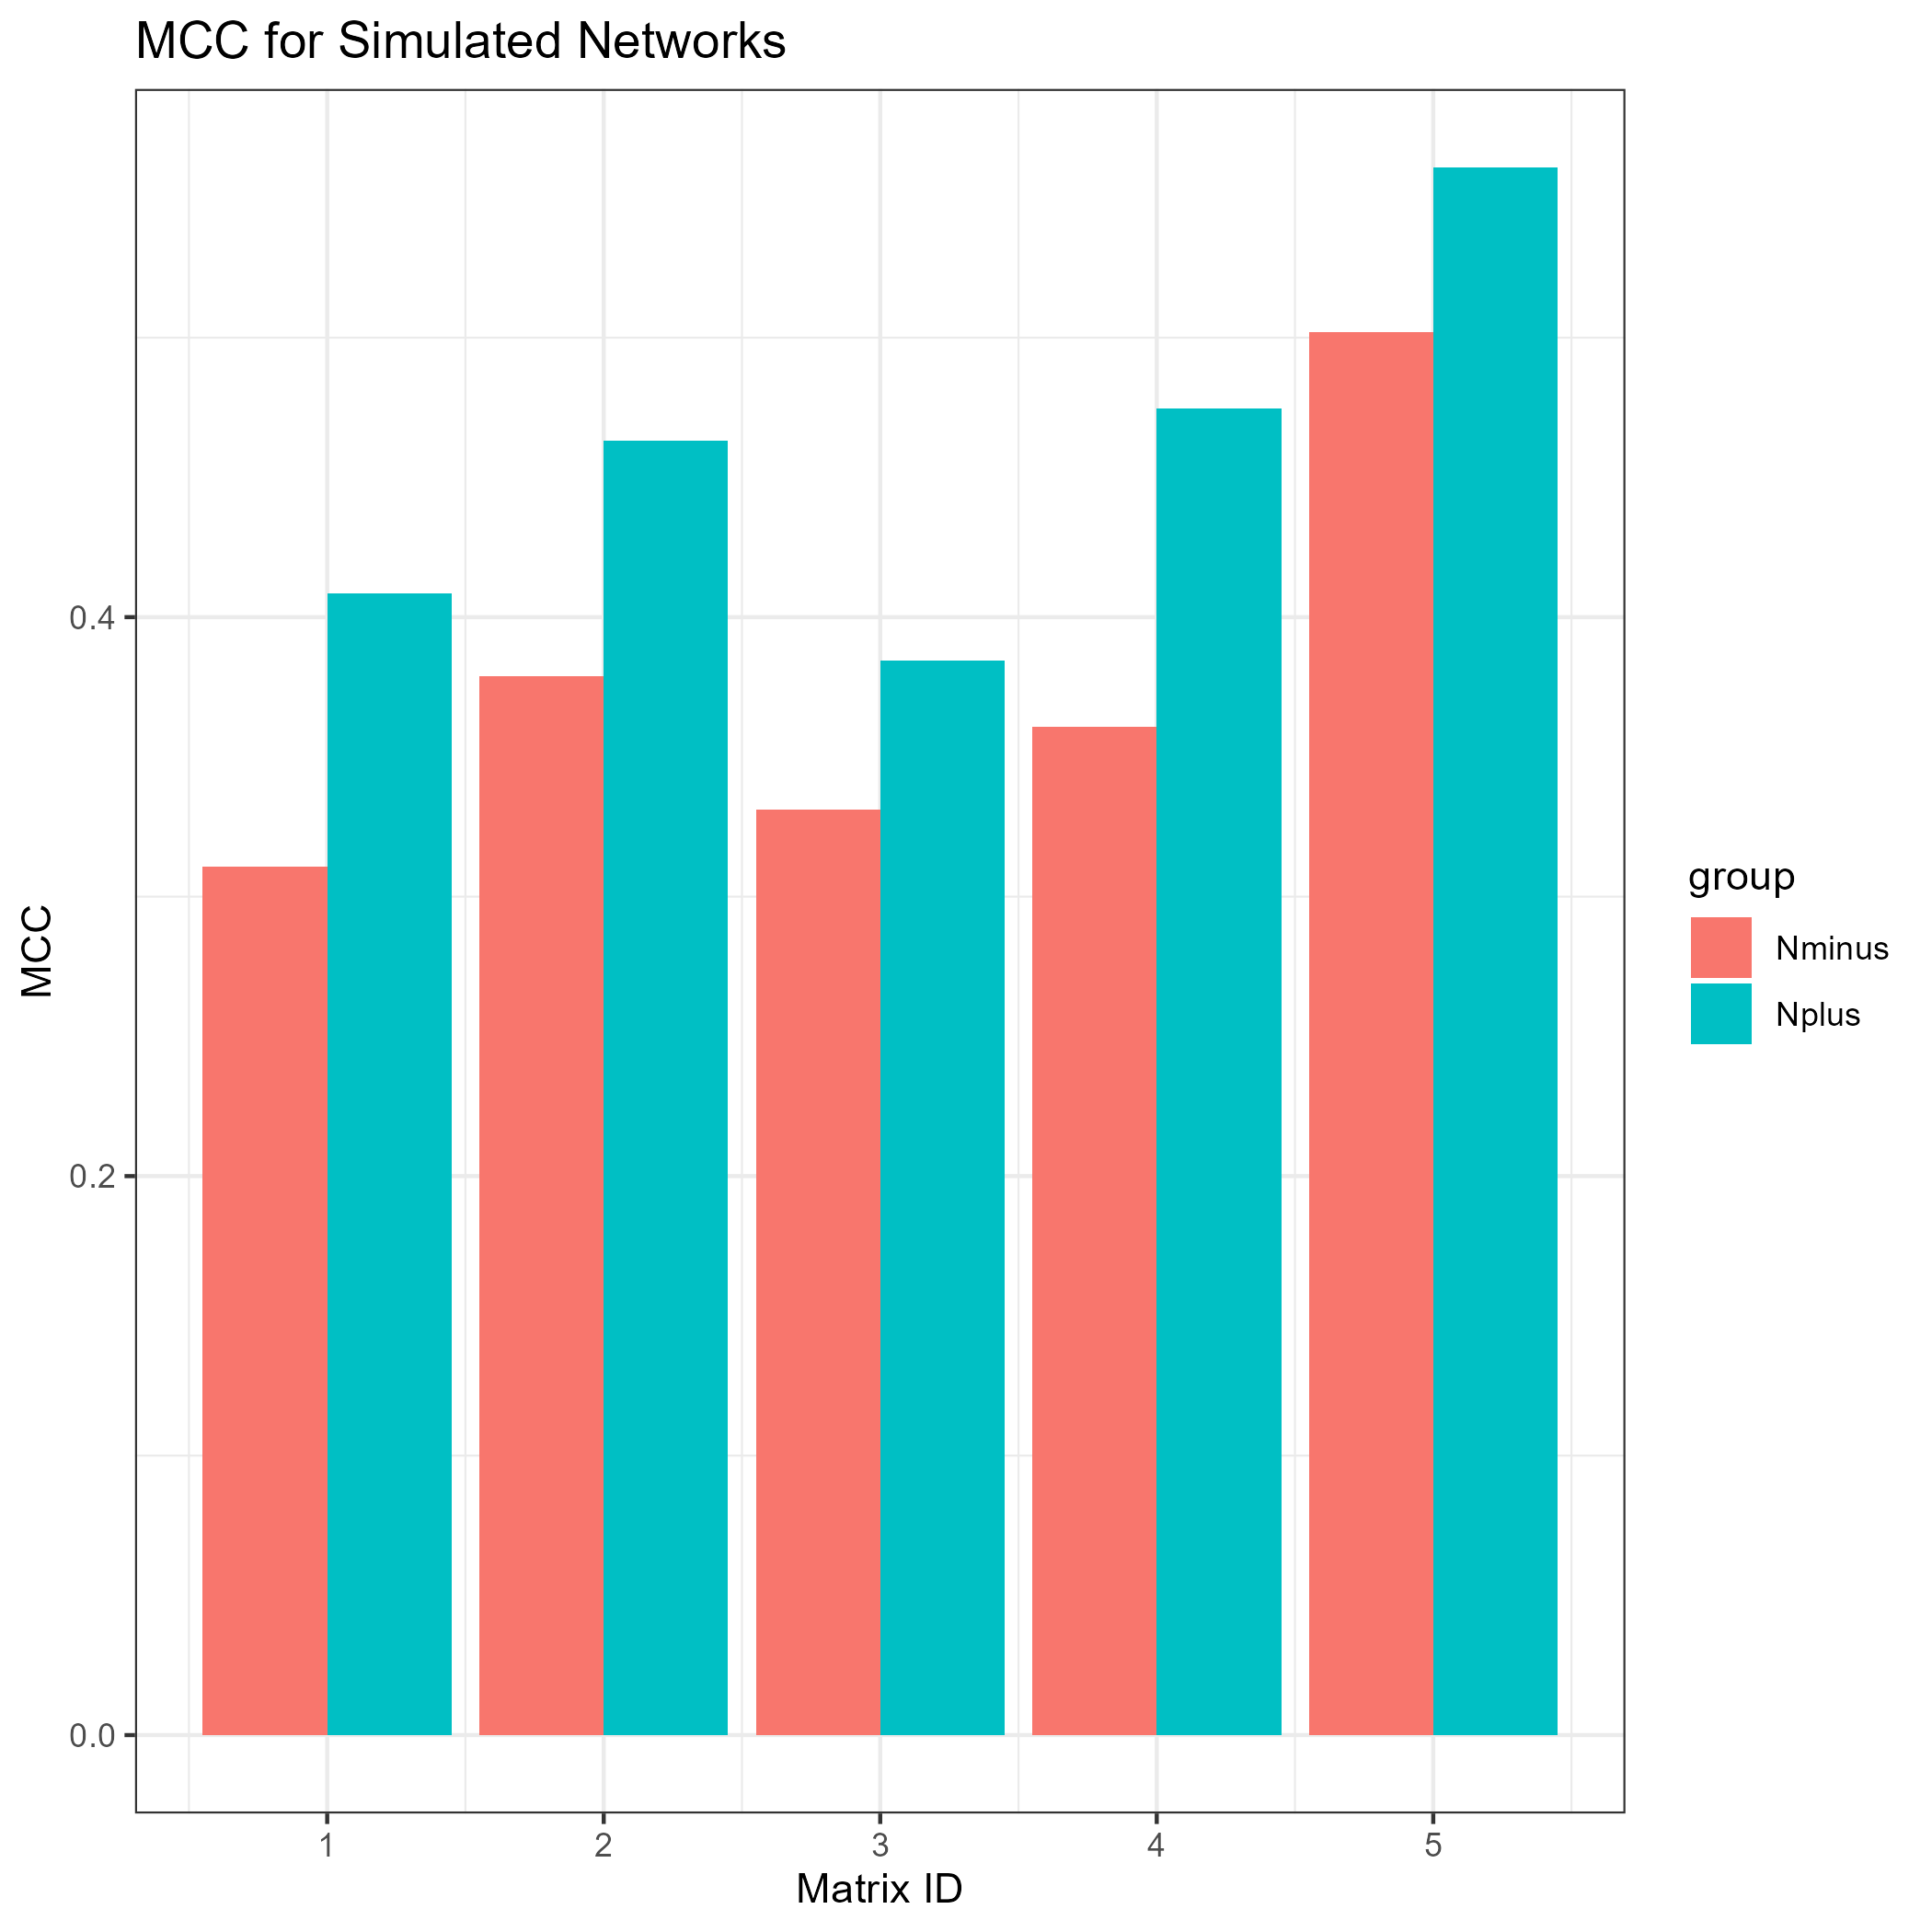 MCC for Simulated Networks
MCC
0.4
0.2
0.0
1 2 3 4 5
Matrix ID
group
Nminus
Nplus